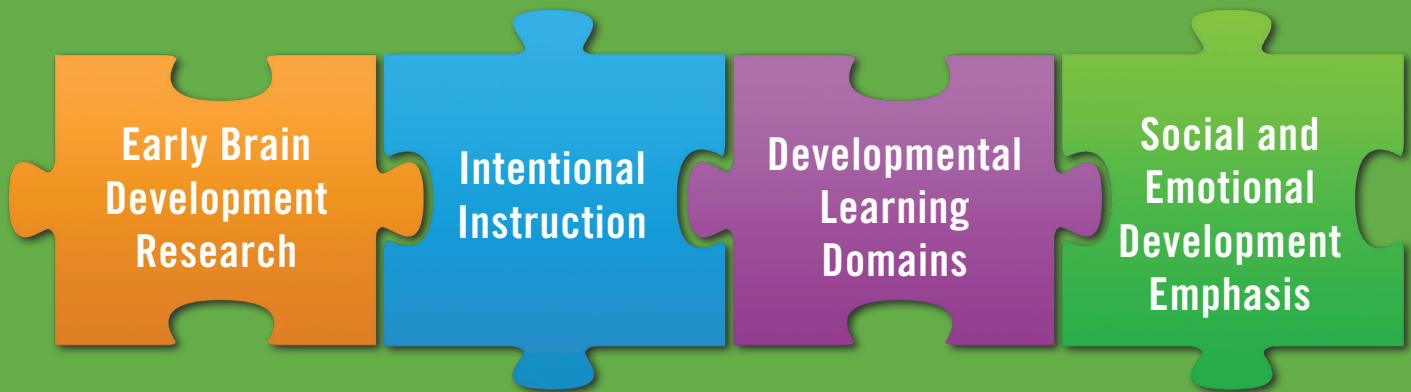 Early Brain
Development
Research
Intentional
Instruction
Developmental
Learning
Domains
Social and
Emotional
Development
Emphasis